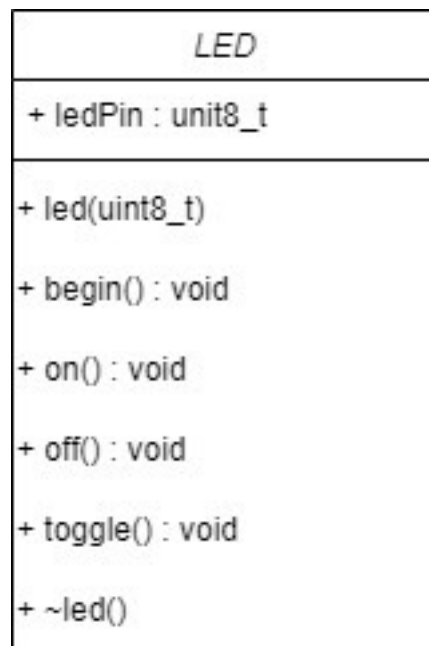 LED
+ ledPin : unit8_t
+ led(uint8_t)
+ begin() : void
+ on() : void
+ off() : void
+ toggle() : void
+ ~led()